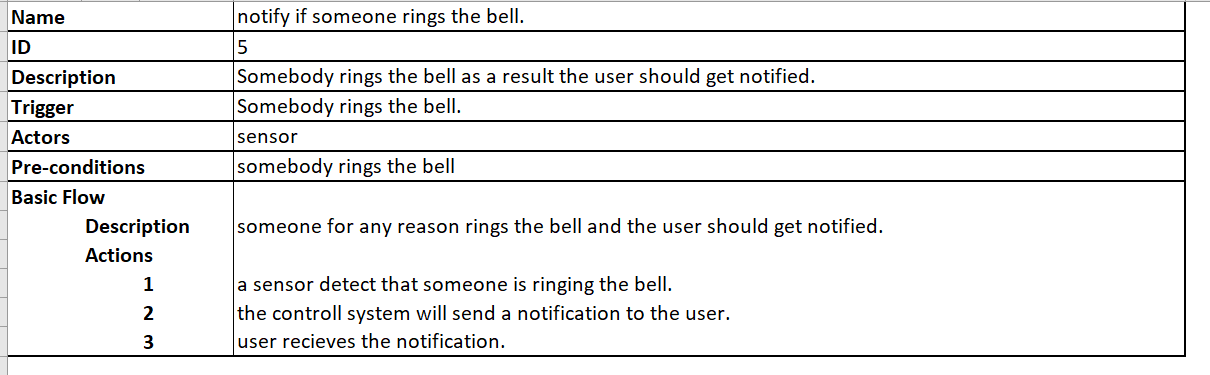 Name notify if someone rings the bell.
ID 5
Description Somebody rings the bell as a result the user should get notified.
Trigger Somebody rings the bell.
Actors sensor
Pre-conditions somebody rings the bell
Basic Flow
Description someone for any reason rings the bell and the user should get notified.
Actions
1 a sensor detect that someone is ringing the bell.
2 the controll system will send a notification to the user.
3 user recieves the notification.